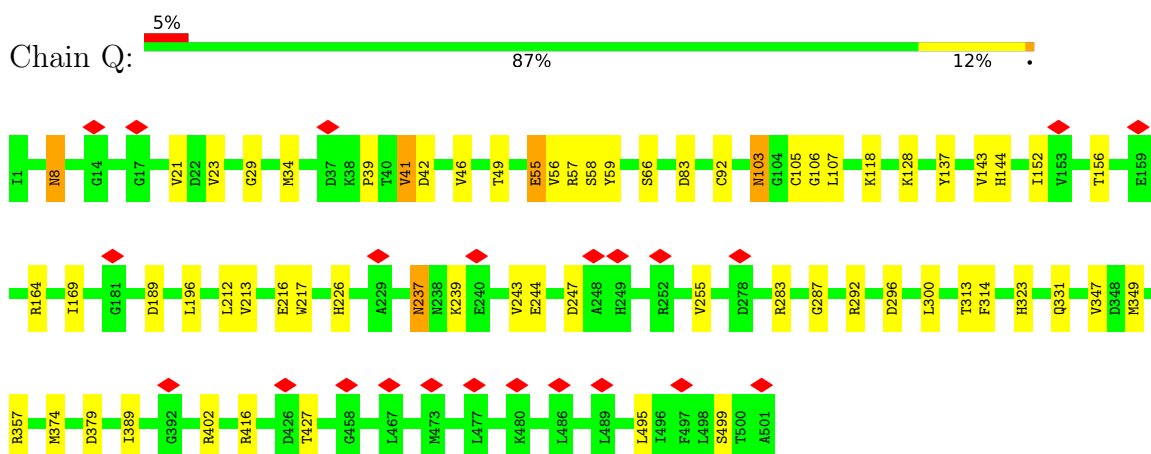 5%
Chain Q:
87% 12% •
I1 N8 G14 G17 V21 D22 V23 G29 M34 D37 K38 P39 T40 V41 D42 V46 T49 E55 V56 R57 S58 Y59 S66 D83 C92 N103 G104 C105 G106 L107 K118 K128 Y137 V143 H144 I152 V153 T156 E159
R164 I169 G181 D189 L196 L212 V213 E216 W217 H226 A229 N237 N238 K239 E240 V243 E244 D247 A248 H249 R252 V255 D278 R283 G287 R292 D296 L300 T313 F314 H323 Q331 V347 D348 M349
R357 M374 D379 I389 G392 R402 R416 D426 T427 G458 L467 M473 L477 K480 L486 L489 L495 I496 F497 L498 S499 T500 A501